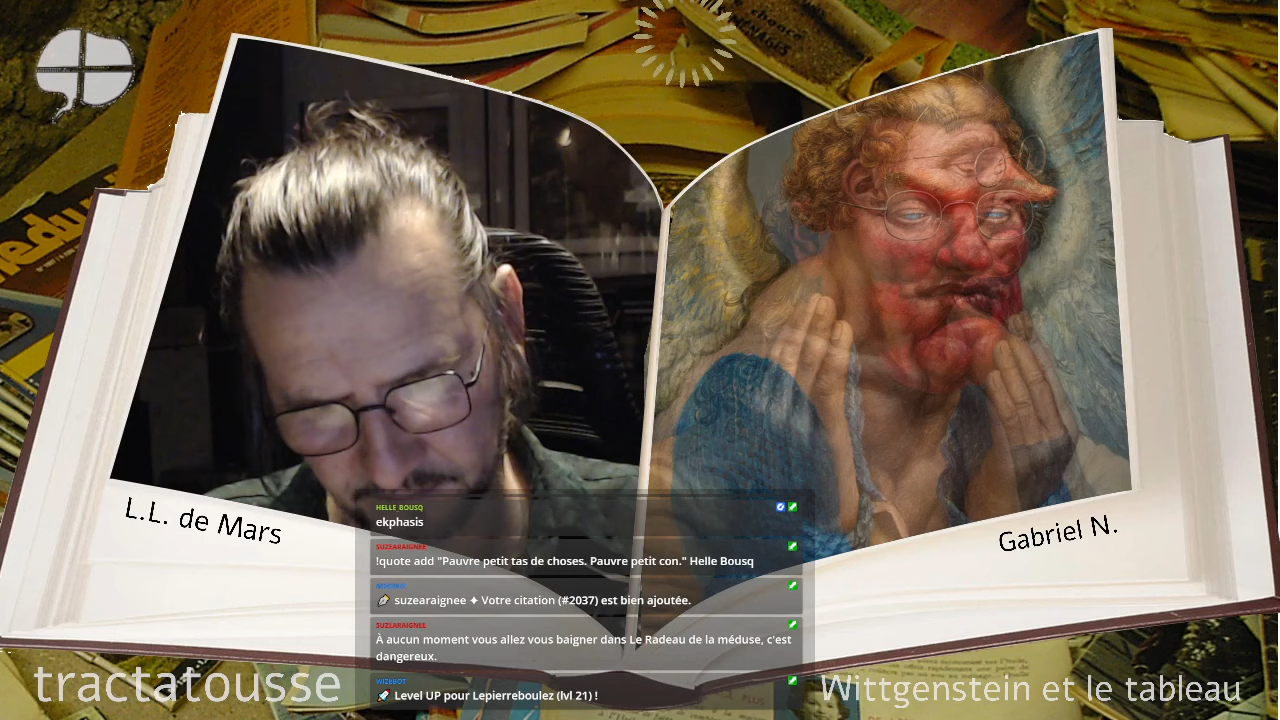 L.L. de Mars
Gabriel N.
HELLE BOUSQ
ekphasis
SUZEARAIGNEE
!quote add "Pauvre petit tas de choses. Pauvre petit con." Helle Bousq
suzearaignee ✦ Votre citation (#2037) est bien ajoutée.
SUZEARAIGNEE
À aucun moment vous allez vous baigner dans Le Radeau de la méduse, c'est
dangereux.
WIZEBOT
Level UP pour Lepierreboulez (lvl 21) !
tractatousse
Wittgenstein et le tableau